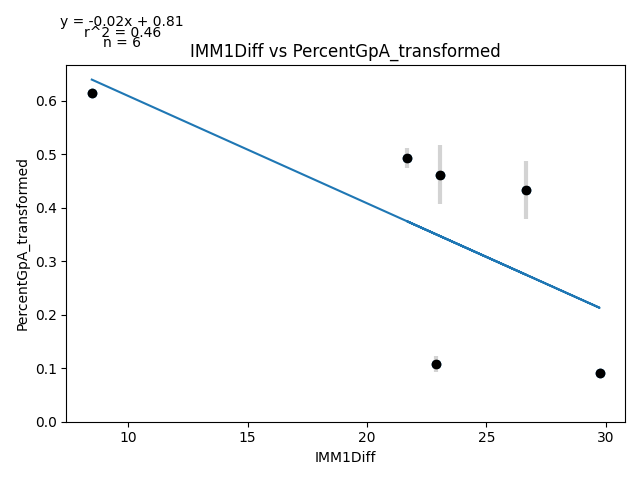 y = -0.02x + 0.81
r^2 = 0.46
n = 6
IMM1Diff vs PercentGpA_transformed
PercentGpA_transformed
0.6
0.5
0.4
0.3
0.2
0.1
0.0
10 15 20 25 30
IMM1Diff